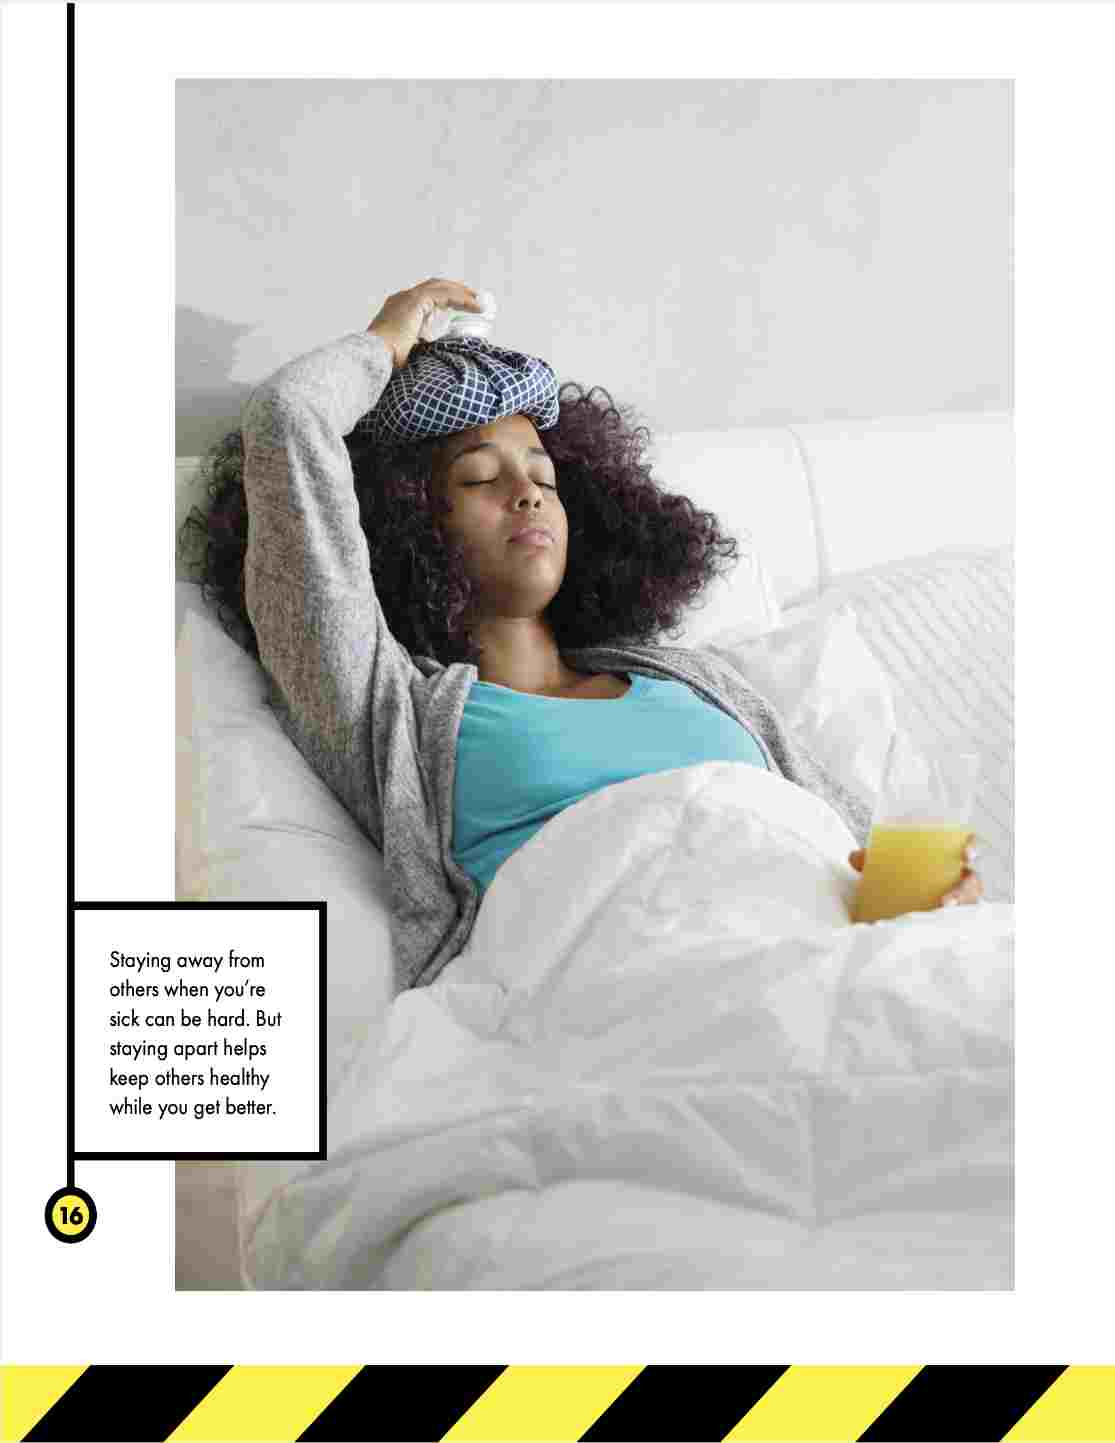 Staying away from
others when you're
sick can be hard. But
staying apart helps
keep others healthy
while you get better.
16